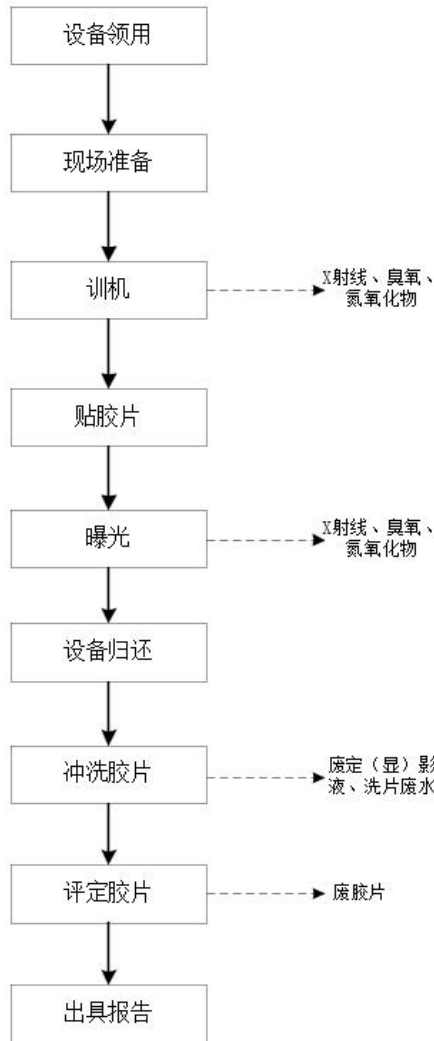 设备领用
现场准备
训机
X射线、臭氧、
氮氧化物
贴胶片
曝光
X射线、臭氧、
氮氧化物
设备归还
冲洗胶片
废定（显）影
液、洗片废水
评定胶片
废胶片
出具报告